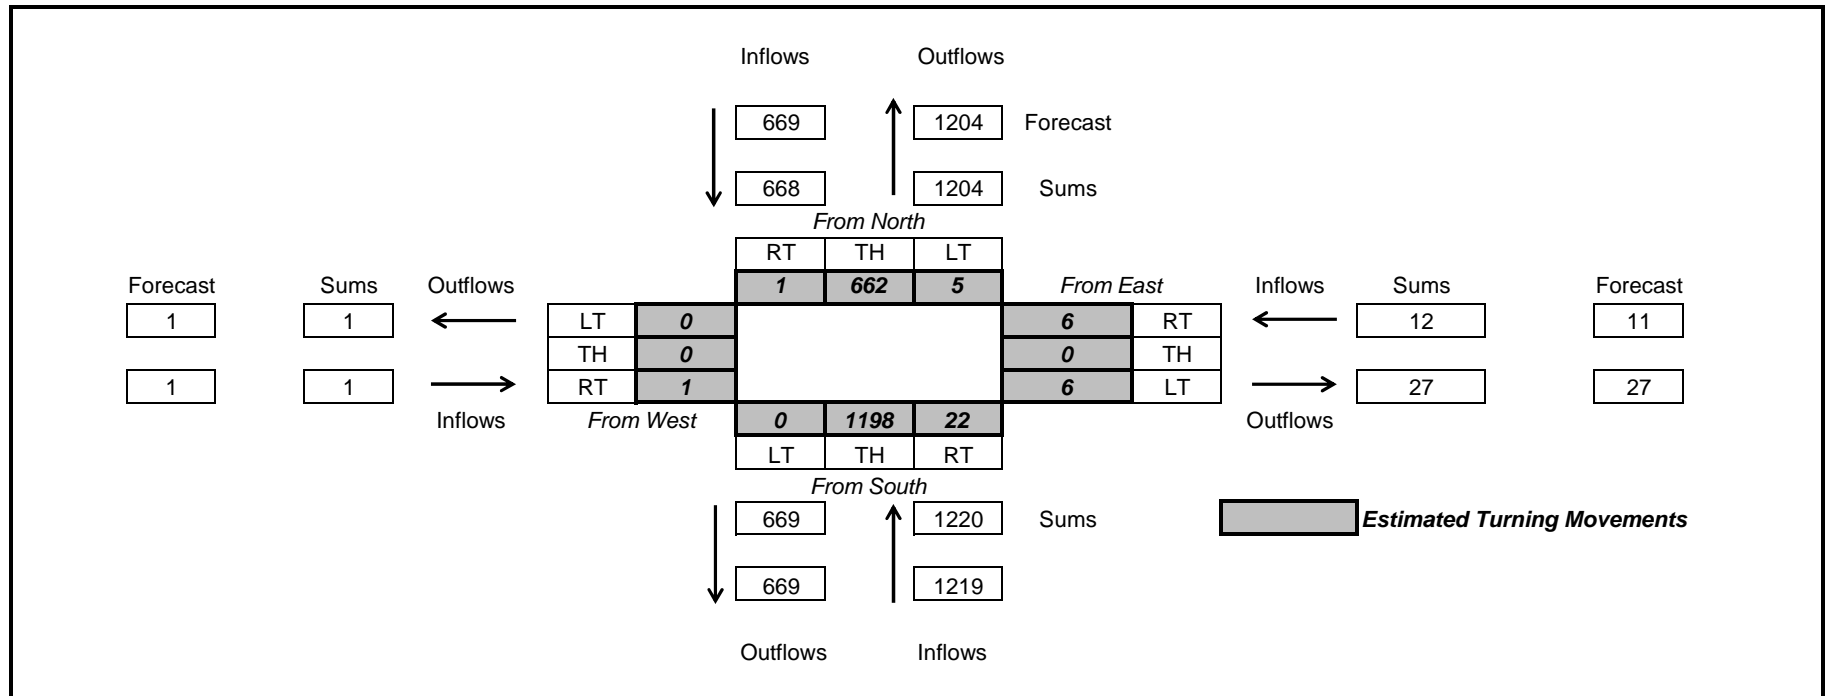 Inflows Outflows
669 1204 Forecast
668 1204 Sums
From North
RT TH LT
Forecast Sums Outflows 1 662 5 From East Inflows Sums Forecast
1 1 LT 0 6 RT 12 11
TH 0 0 TH
1 1 RT 1 6 LT 27 27
Inflows From West 0 1198 22 Outflows
LT TH RT
From South
669 1220 Sums Estimated Turning Movements
669 1219
Outflows Inflows